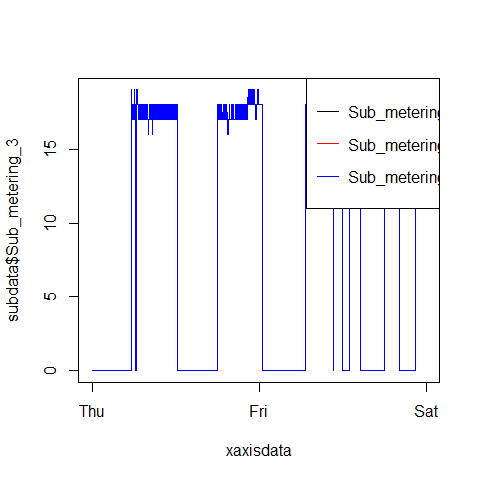 Sub_metering
Sub_metering
Sub_metering
subdata$Sub_metering_3
0
5
10
15
Thu
Fri
Sat
xaxisdata